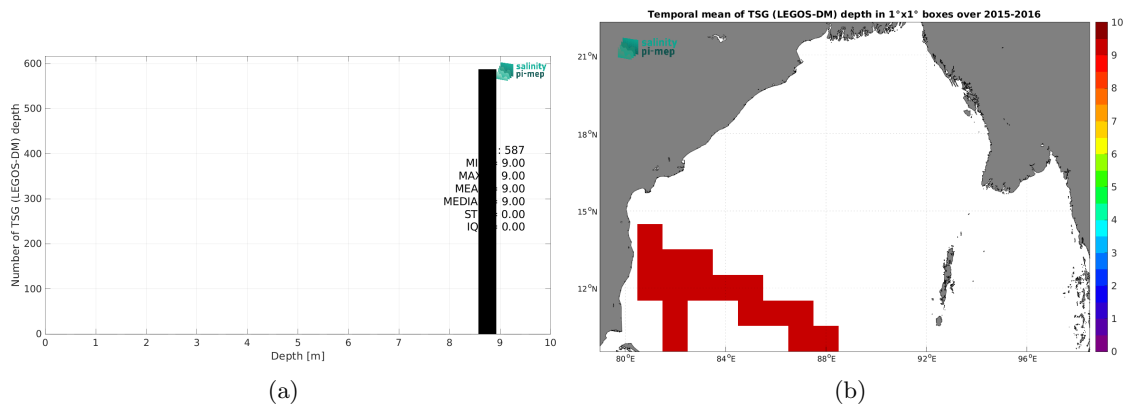 Temporal mean of TSG (LEGOS-DM) depth in 1°x1° boxes over 2015-2016
salinity
pi-mep
600
500
400
300
200
100
0
Number of TSG (LEGOS-DM) depth
: 587
MI = 9.00
MAX = 9.00
MEA = 9.00
MEDIA = 9.00
ST = 0.00
IQ = 0.00
0 1 2 3 4 5 6 7 8 9 10
Depth [m]
(a)
salinity
pi-mep
21°N
18°N
15°N
12°N
80°E 84°E 88°E 92°E 96°E
10
9
8
7
6
5
4
3
2
1
0
(b)